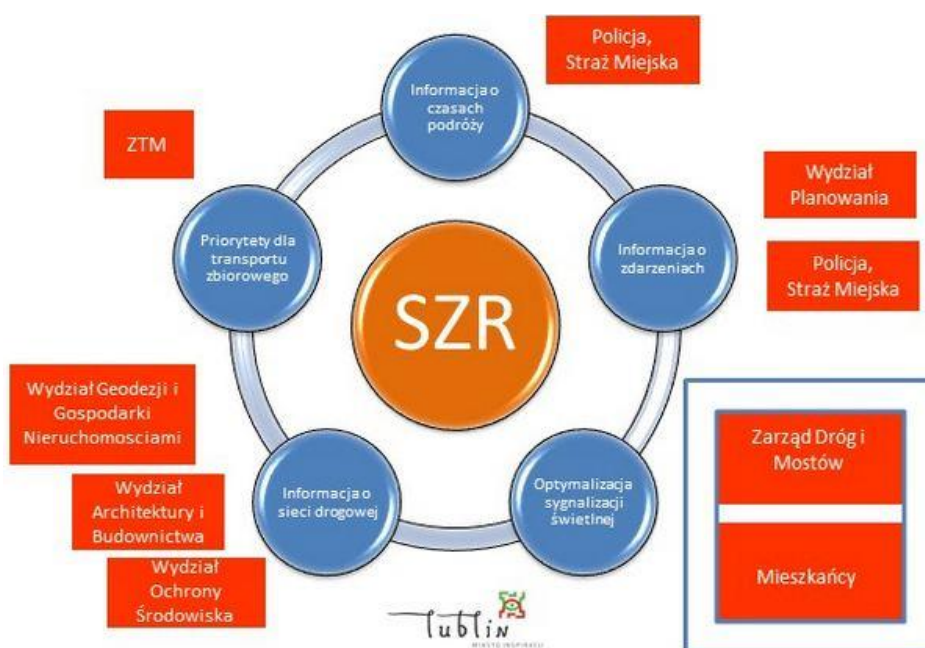 Policja,
Straż Miejska
Informacja o
czasach
podróży
ZTM
Wydział
Planowania
Priorytety dla
transportu
zbiorowego
Informacja o
zdarzeniach
Policja,
Straż Miejska
SZR
Wydział Geodezji i
Gospodarki
Nieruchomosciami
Zarząd Dróg i
Mostów
Wydział
Architektury i
Budownictwa
Informacja o
sieci drogowej
Optymalizacja
sygnalizacji
świetlnej
Wydział
Ochrony
Środowiska
Mieszkańcy
lublin
MIASTO INSPIRACJI